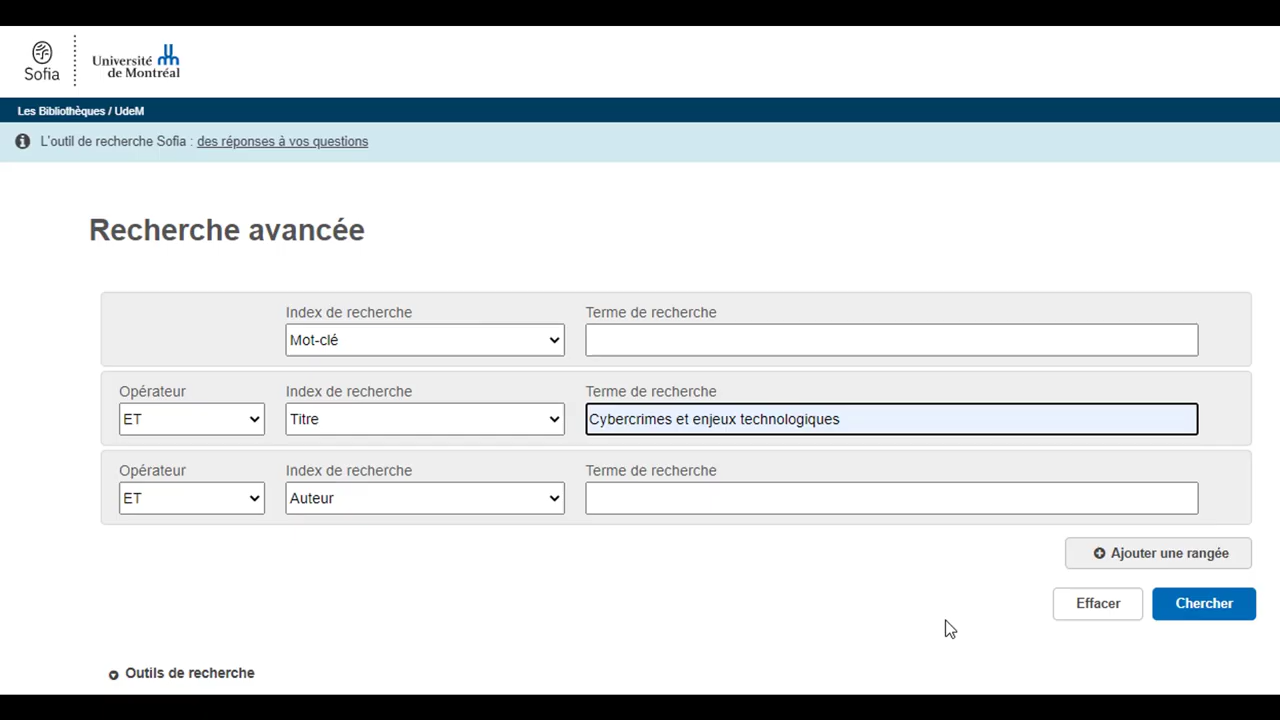 Sofia
Université
de Montréal
Les Bibliothèques / UdeM
L'outil de recherche Sofia : des réponses à vos questions
Recherche avancée
Index de recherche Terme de recherche
Mot-clé
Opérateur Index de recherche Terme de recherche
ET Titre Cybercrimes et enjeux technologiques
Opérateur Index de recherche Terme de recherche
ET Auteur
Ajouter une rangée
Effacer Chercher
Outils de recherche